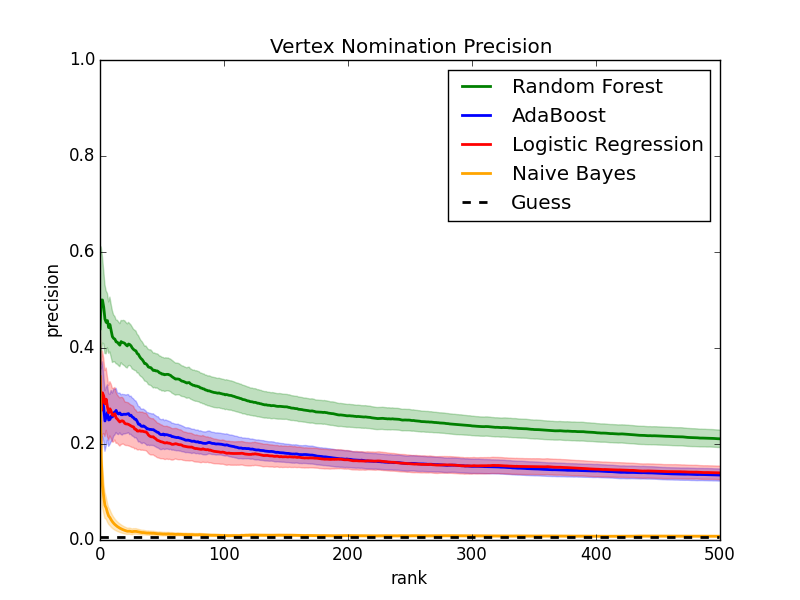 Vertex Nomination Precision
1.0
0.8
0.6
0.4
0.2
0.0
precision
Random Forest
AdaBoost
Logistic Regression
Naive Bayes
Guess
0 100 200 300 400 500
rank